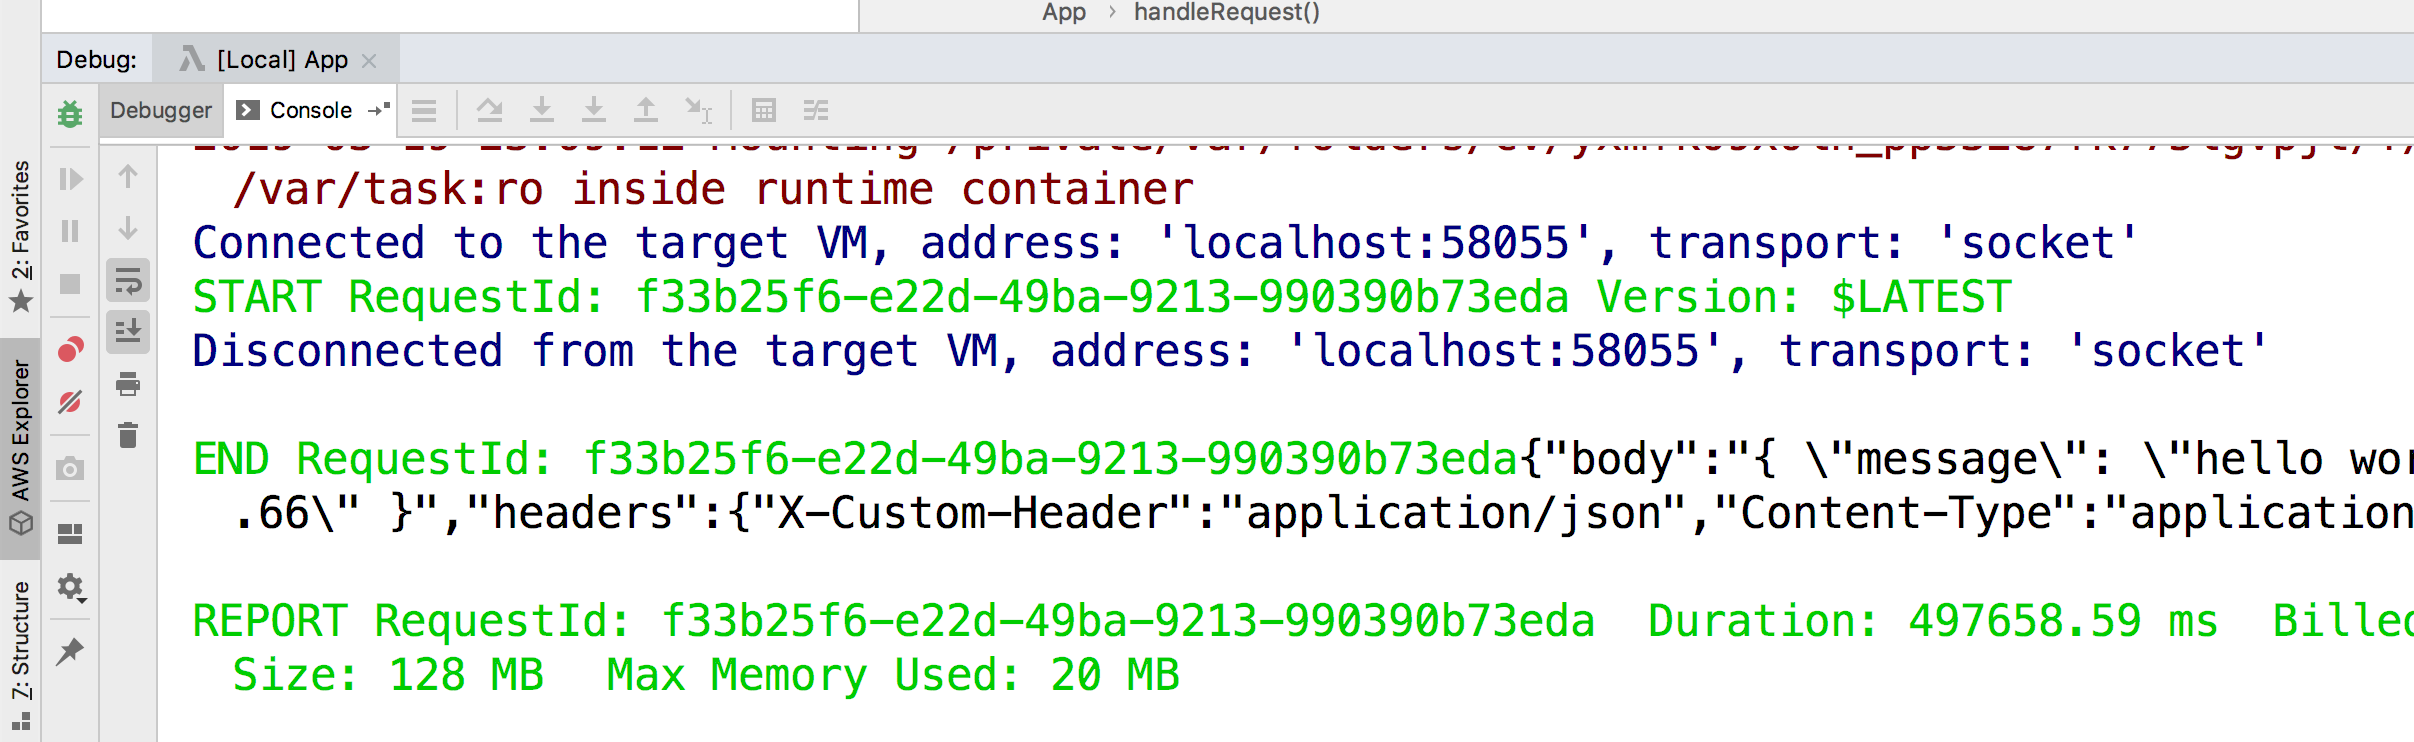 App › handleRequest()
Debug: [Local] App
Debugger Console
/var/task:ro inside runtime container
Connected to the target VM, address: 'localhost:58055', transport: 'socket'
START RequestId: f33b25f6-e22d-49ba-9213-990390b73eda Version: $LATEST
Disconnected from the target VM, address: 'localhost:58055', transport: 'socket'
END RequestId: f33b25f6-e22d-49ba-9213-990390b73eda{"body":"{ \"message\": \"hello
.66\" }","headers":{"X-Custom-Header":"application/json","Content-Type":"application
REPORT RequestId: f33b25f6-e22d-49ba-9213-990390b73eda Duration: 497658.59 ms Billed
Size: 128 MB Max Memory Used: 20 MB
2: Favorites
AWS Explorer
7: Structure